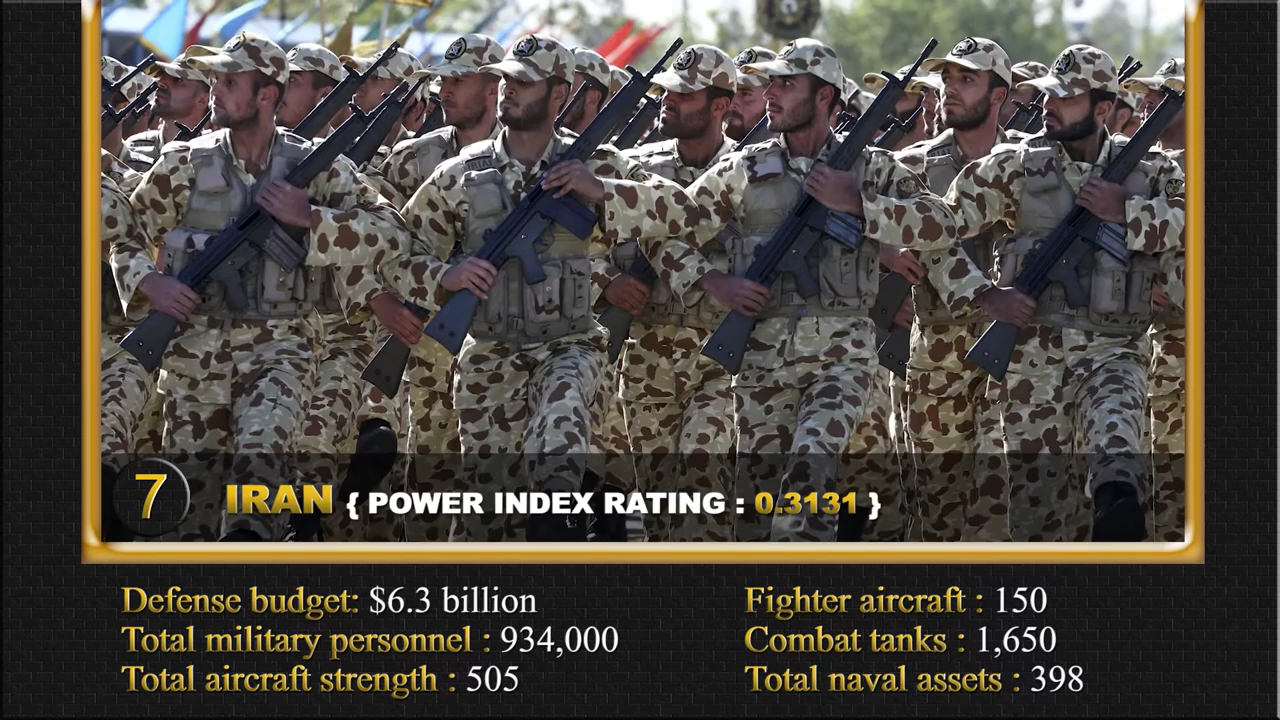 7
IRAN { POWER INDEX RATING : 0.3131 }
Defense budget: $6.3 billion
Total military personnel : 934,000
Total aircraft strength : 505
Fighter aircraft : 150
Combat tanks : 1,650
Total naval assets : 398